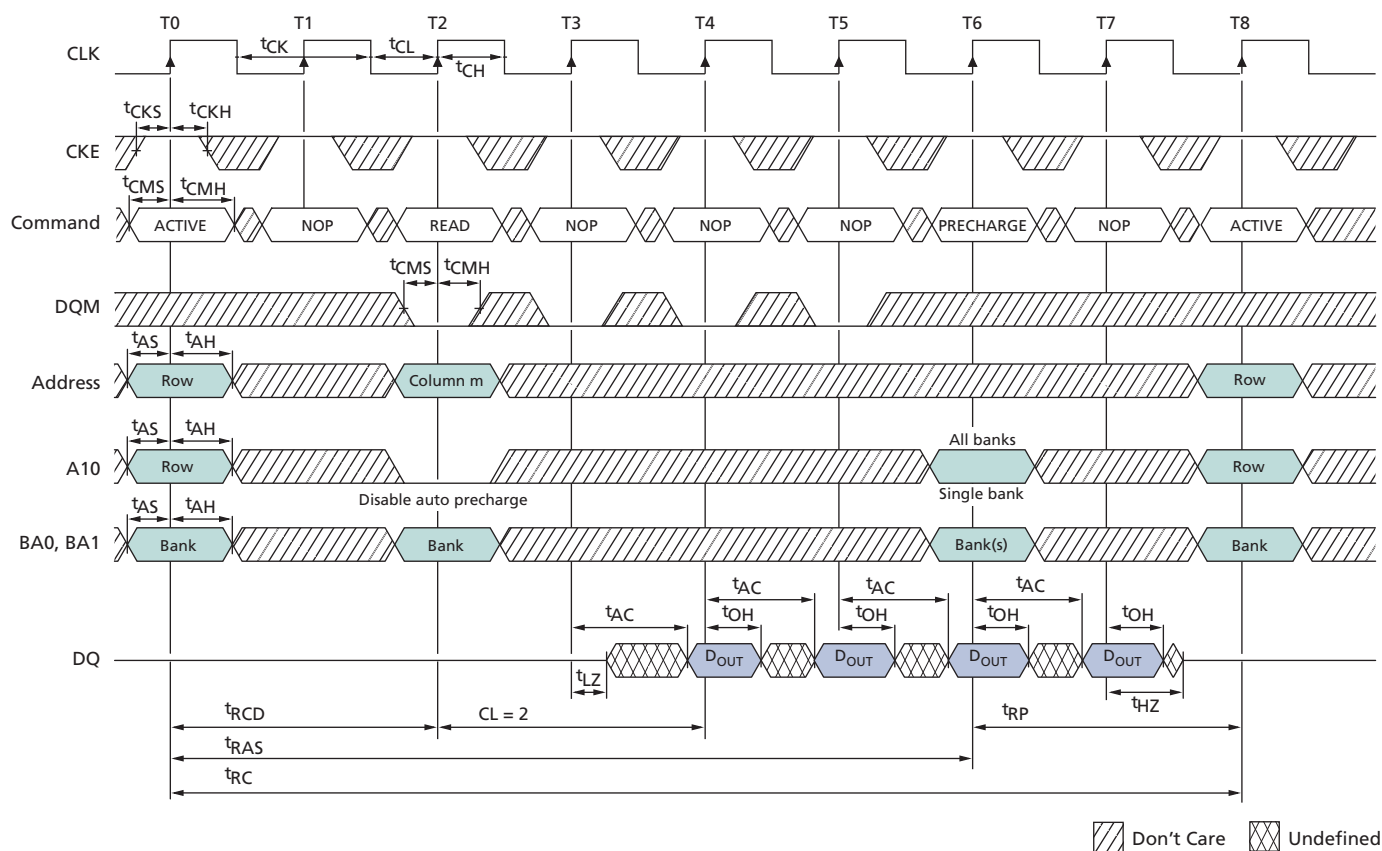 T0 T1 T2 T3 T4 T5 T6 T7 T8
CLK
tCK tCL
tCH
tCKS tCKH
CKE
tCMS tCMH
Command ACTIVE NOP READ NOP NOP NOP PRECHARGE NOP ACTIVE
tCMS tCMH
DQM
tAS tAH
Address Row Column m Row
tAS tAH All banks
A10 Row Row
Disable auto precharge Single bank
tAS tAH
BA0, BA1 Bank Bank Bank(s) Bank
tAC tAC tAC
tAC tOH tOH tOH tOH
DQ DOUT DOUT DOUT DOUT
tLZ tHZ
tRCD CL = 2 tRP
tRAS
tRC
Don't Care Undefined